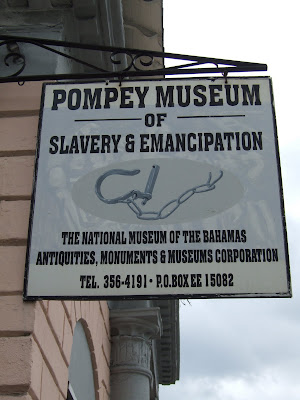 POMPEY MUSEUM
OF
SLAVERY & EMANCIPATION
THE NATIONAL MUSEUM OF THE BAHAMAS
ANTIQUITIES, MONUMENTS & MUSEUMS CORPORATION
TEL. 356-4191 • P.O.BOX EE 15082